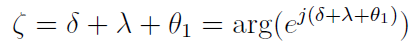 ζ = δ + λ + θ₁ = arg(e^{j(δ+λ+θ₁)})